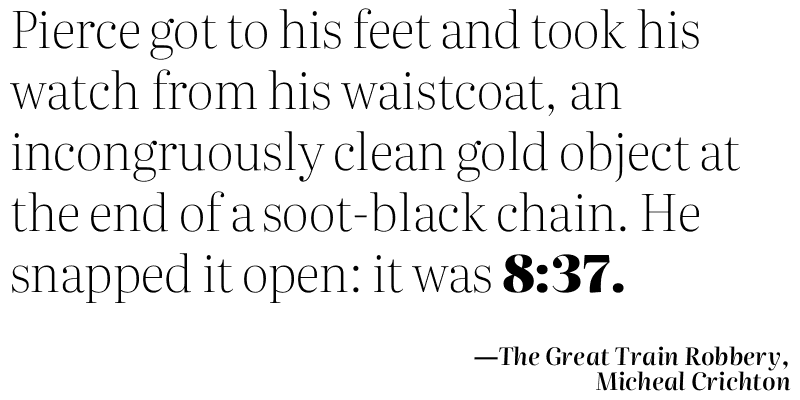 Pierce got to his feet and took his
watch from his waistcoat, an
incongruously clean gold object at
the end of a soot-black chain. He
snapped it open: it was 8:37.
—The Great Train Robbery,
Micheal Crichton